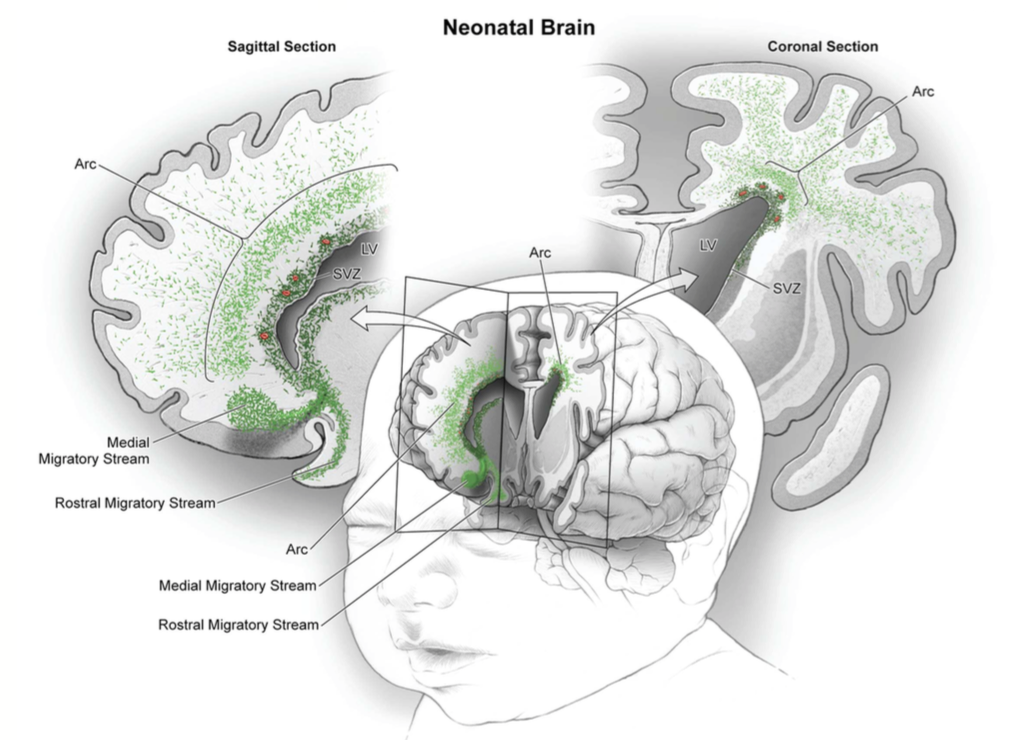 Neonatal Brain
Sagittal Section
Coronal Section
Arc
Arc
LV
SVZ
LV
SVZ
Arc
Medial
Migratory Stream
Rostral Migratory Stream
Arc
Medial Migratory Stream
Rostral Migratory Stream